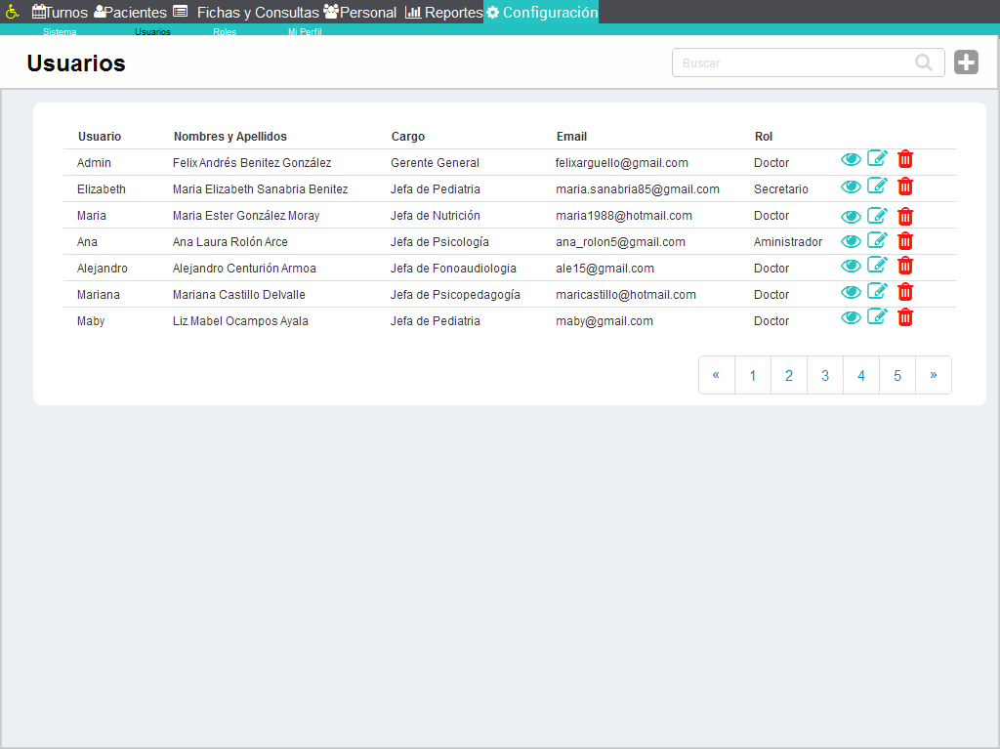 Turnos Pacientes Fichas y Consultas Personal Reportes Configuración
Sistema Usuarios Roles Mi Perfil
Usuarios
Buscar
Usuario Nombres y Apellidos Cargo Email Rol
Admin Felix Andrés Benitez González Gerente General felixarguello@gmail.com Doctor
Elizabeth Maria Elizabeth Sanabria Benitez Jefa de Pediatria maria.sanabria85@gmail.com Secretario
Maria Maria Ester González Moray Jefa de Nutrición maria1988@hotmail.com Doctor
Ana Ana Laura Rolón Arce Jefa de Psicología ana_rolon5@gmail.com Aministrador
Alejandro Alejandro Centurión Armoa Jefa de Fonoaudiologia ale15@gmail.com Doctor
Mariana Mariana Castillo Delvalle Jefa de Psicopedagogía maricastillo@hotmail.com Doctor
Maby Liz Mabel Ocampos Ayala Jefa de Pediatria maby@gmail.com Doctor
« 1 2 3 4 5 »